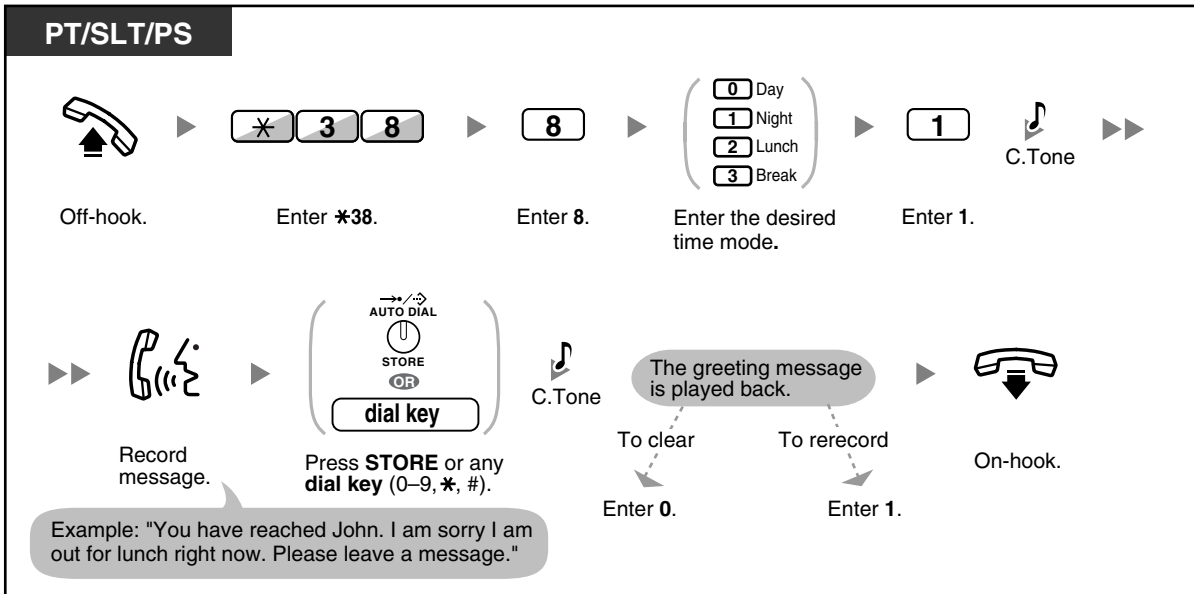 PT/SLT/PS
0 Day
1 Night
2 Lunch
3 Break
✳ 3 8
8
1
C.Tone
Off-hook.
Enter ✳38.
Enter 8.
Enter the desired
time mode.
Enter 1.
AUTO DIAL
STORE
OR
dial key
C.Tone
The greeting message
is played back.
To clear
To rerecord
Record
message.
Press STORE or any
dial key (0–9, ✳, #).
Enter 0.
Enter 1.
On-hook.
Example: "You have reached John. I am sorry I am
out for lunch right now. Please leave a message."